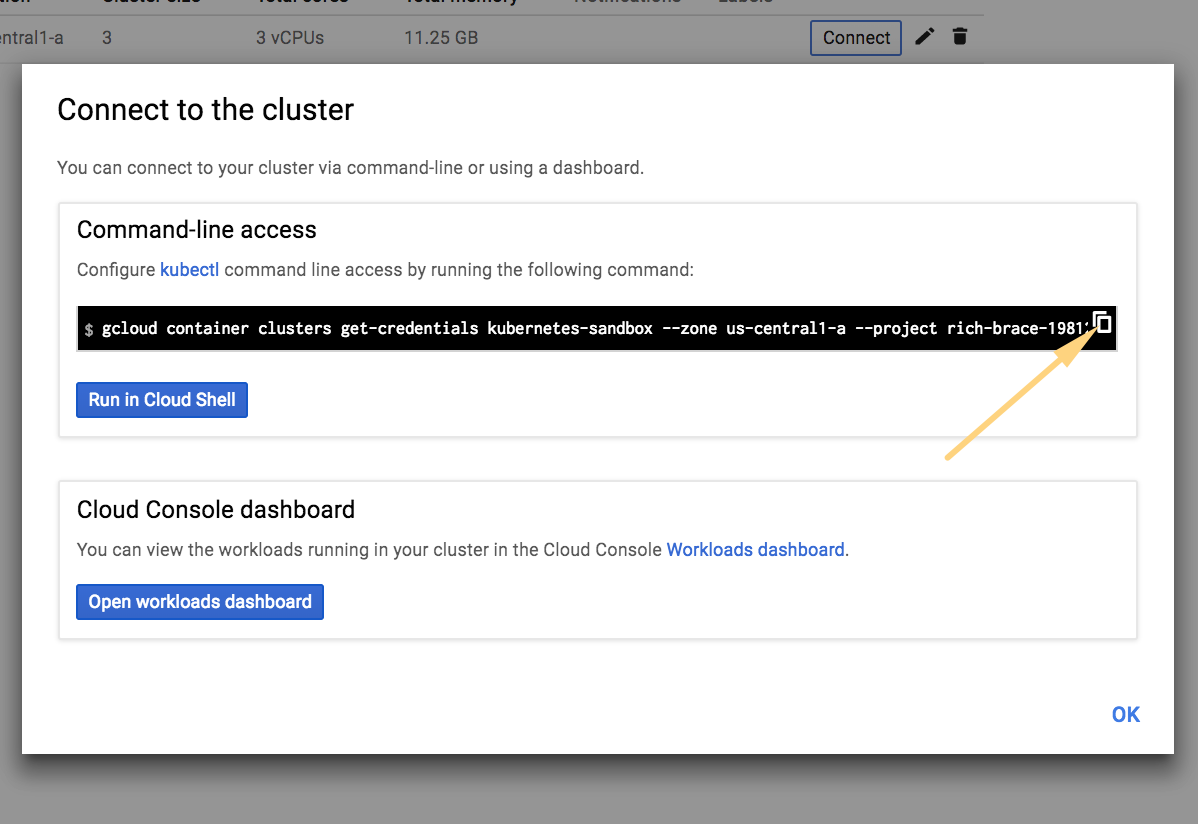 Cluster size Total cores Total memory Notifications Labels
entral1-a 3 3 vCPUs 11.25 GB Connect
Connect to the cluster
You can connect to your cluster via command-line or using a dashboard.
Command-line access
Configure kubectl command line access by running the following command:
$ gcloud container clusters get-credentials kubernetes-sandbox --zone us-central1-a --project rich-brace-1981
Run in Cloud Shell
Cloud Console dashboard
You can view the workloads running in your cluster in the Cloud Console Workloads dashboard.
Open workloads dashboard
OK